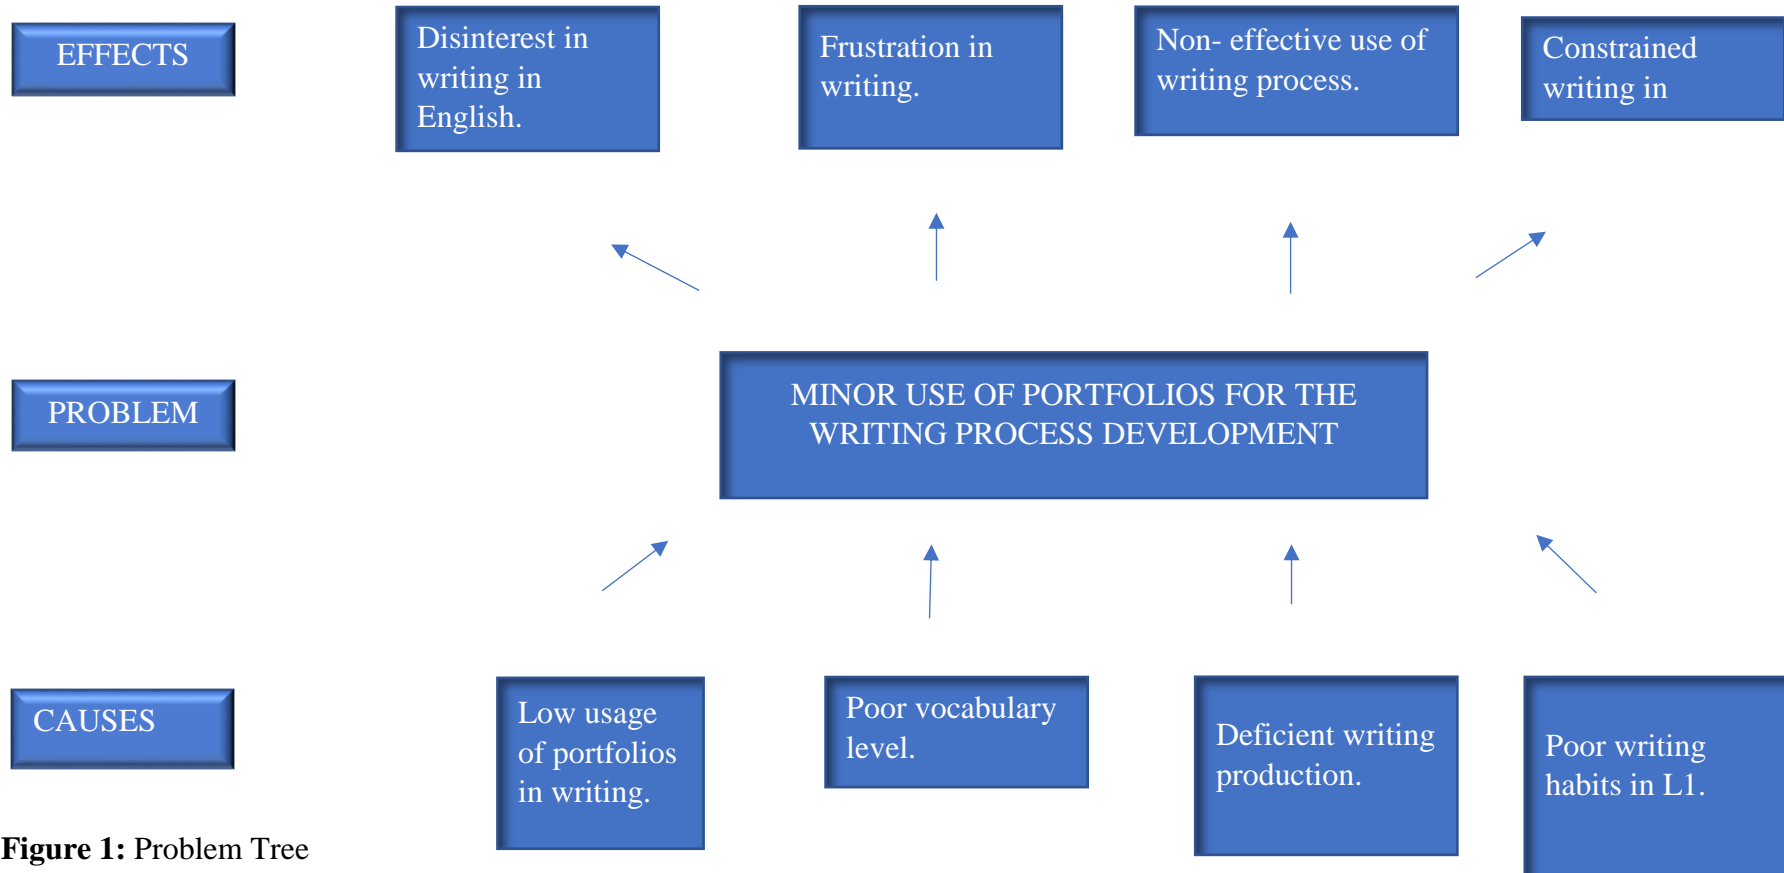 EFFECTS
Disinterest in
writing in
English.
Frustration in
writing.
Non- effective use of
writing process.
Constrained
writing in
PROBLEM
MINOR USE OF PORTFOLIOS FOR THE
WRITING PROCESS DEVELOPMENT
CAUSES
Low usage
of portfolios
in writing.
Poor vocabulary
level.
Deficient writing
production.
Poor writing
habits in L1.
Figure 1: Problem Tree